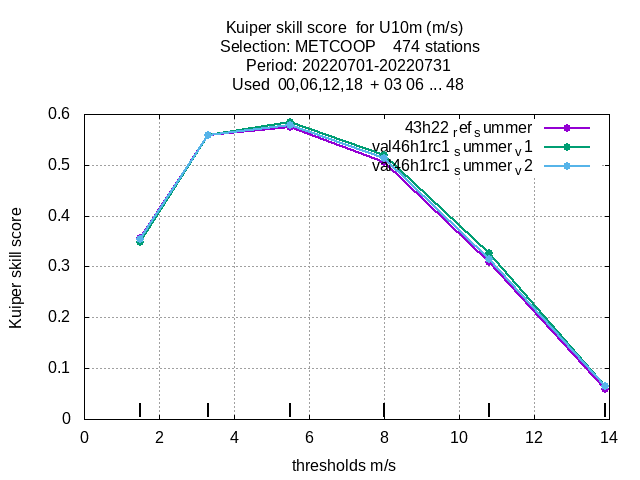 Kuiper skill score  for U10m (m/s)
Selection: METCOOP    474 stations
Period: 20220701-20220731
Used  00,06,12,18  + 03 06 ... 48
43h22 ref summer
val46h1rc1 summer v1
val46h1rc1 summer v2
0.6
0.5
0.4
0.3
0.2
0.1
0
Kuiper skill score
0 2 4 6 8 10 12 14
thresholds m/s